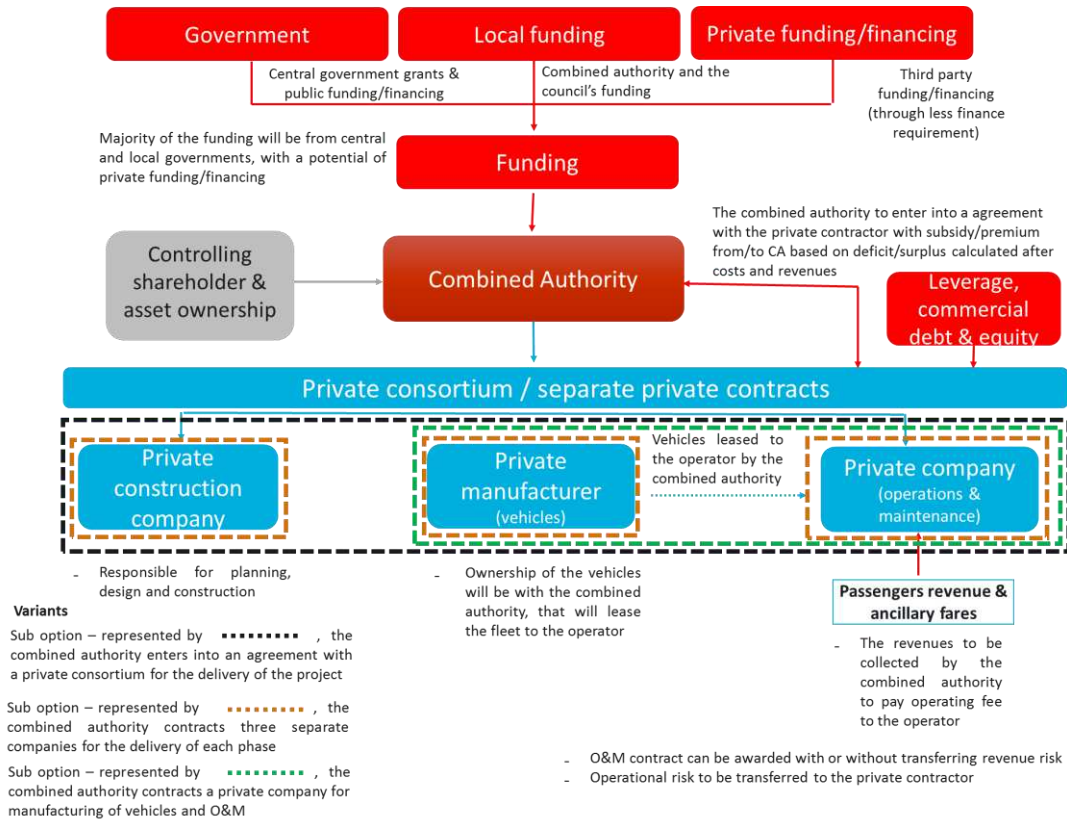 Government
Local funding
Private funding/financing
Central government grants &
public funding/financing
Combined authority and the
council's funding
Third party
funding/financing
(through less finance
requirement)
Majority of the funding will be from central
and local governments, with a potential of
private funding/financing
Funding
The combined authority to enter into a agreement
with the private contractor with subsidy/premium
from/to CA based on deficit/surplus calculated after
costs and revenues
Controlling
shareholder &
asset ownership
Combined Authority
Leverage,
commercial
debt & equity
Private consortium / separate private contracts
Private
construction
company
Private
manufacturer
(vehicles)
Vehicles leased to
the operator by the
combined authority
Private company
(operations &
maintenance)
- Responsible for planning,
design and construction
- Ownership of the vehicles
will be with the combined
authority, that will lease
the fleet to the operator
Passengers revenue &
ancillary fares
- The revenues to be
collected by the
combined authority
to pay operating fee
to the operator
Variants
Sub option – represented by , the
combined authority enters into an agreement with
a private consortium for the delivery of the project
Sub option – represented by , the
combined authority contracts three separate
companies for the delivery of each phase
Sub option – represented by , the
combined authority contracts a private company for
manufacturing of vehicles and O&M
- O&M contract can be awarded with or without transferring revenue risk
- Operational risk to be transferred to the private contractor